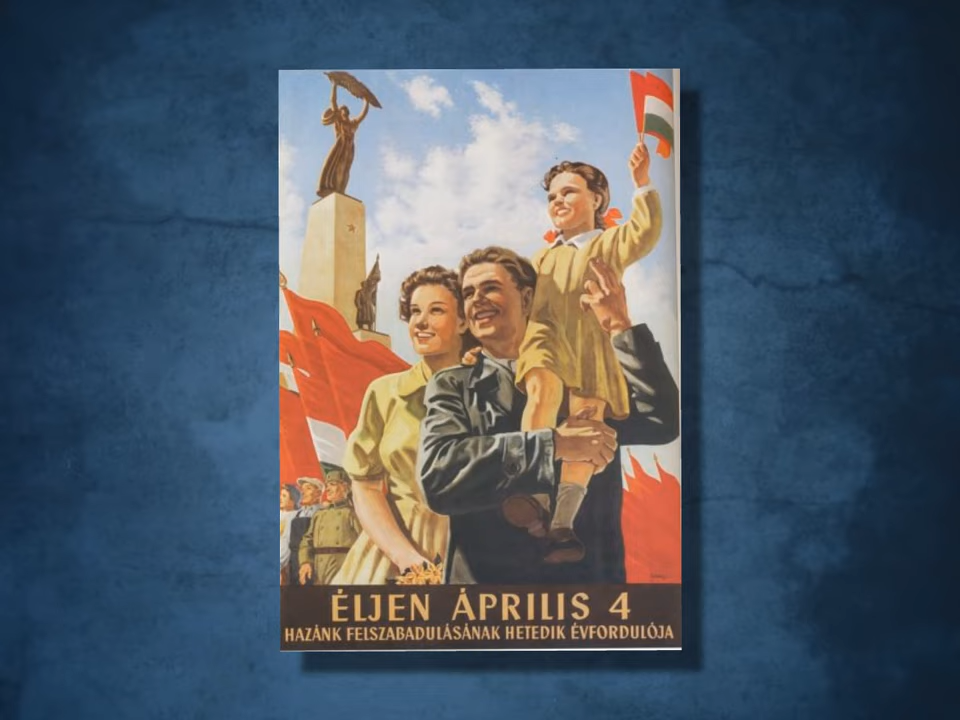 ÉLJEN ÁPRILIS 4
HAZÁNK FELSZABADULÁSÁNAK HETEDIK ÉVFORDULÓJA